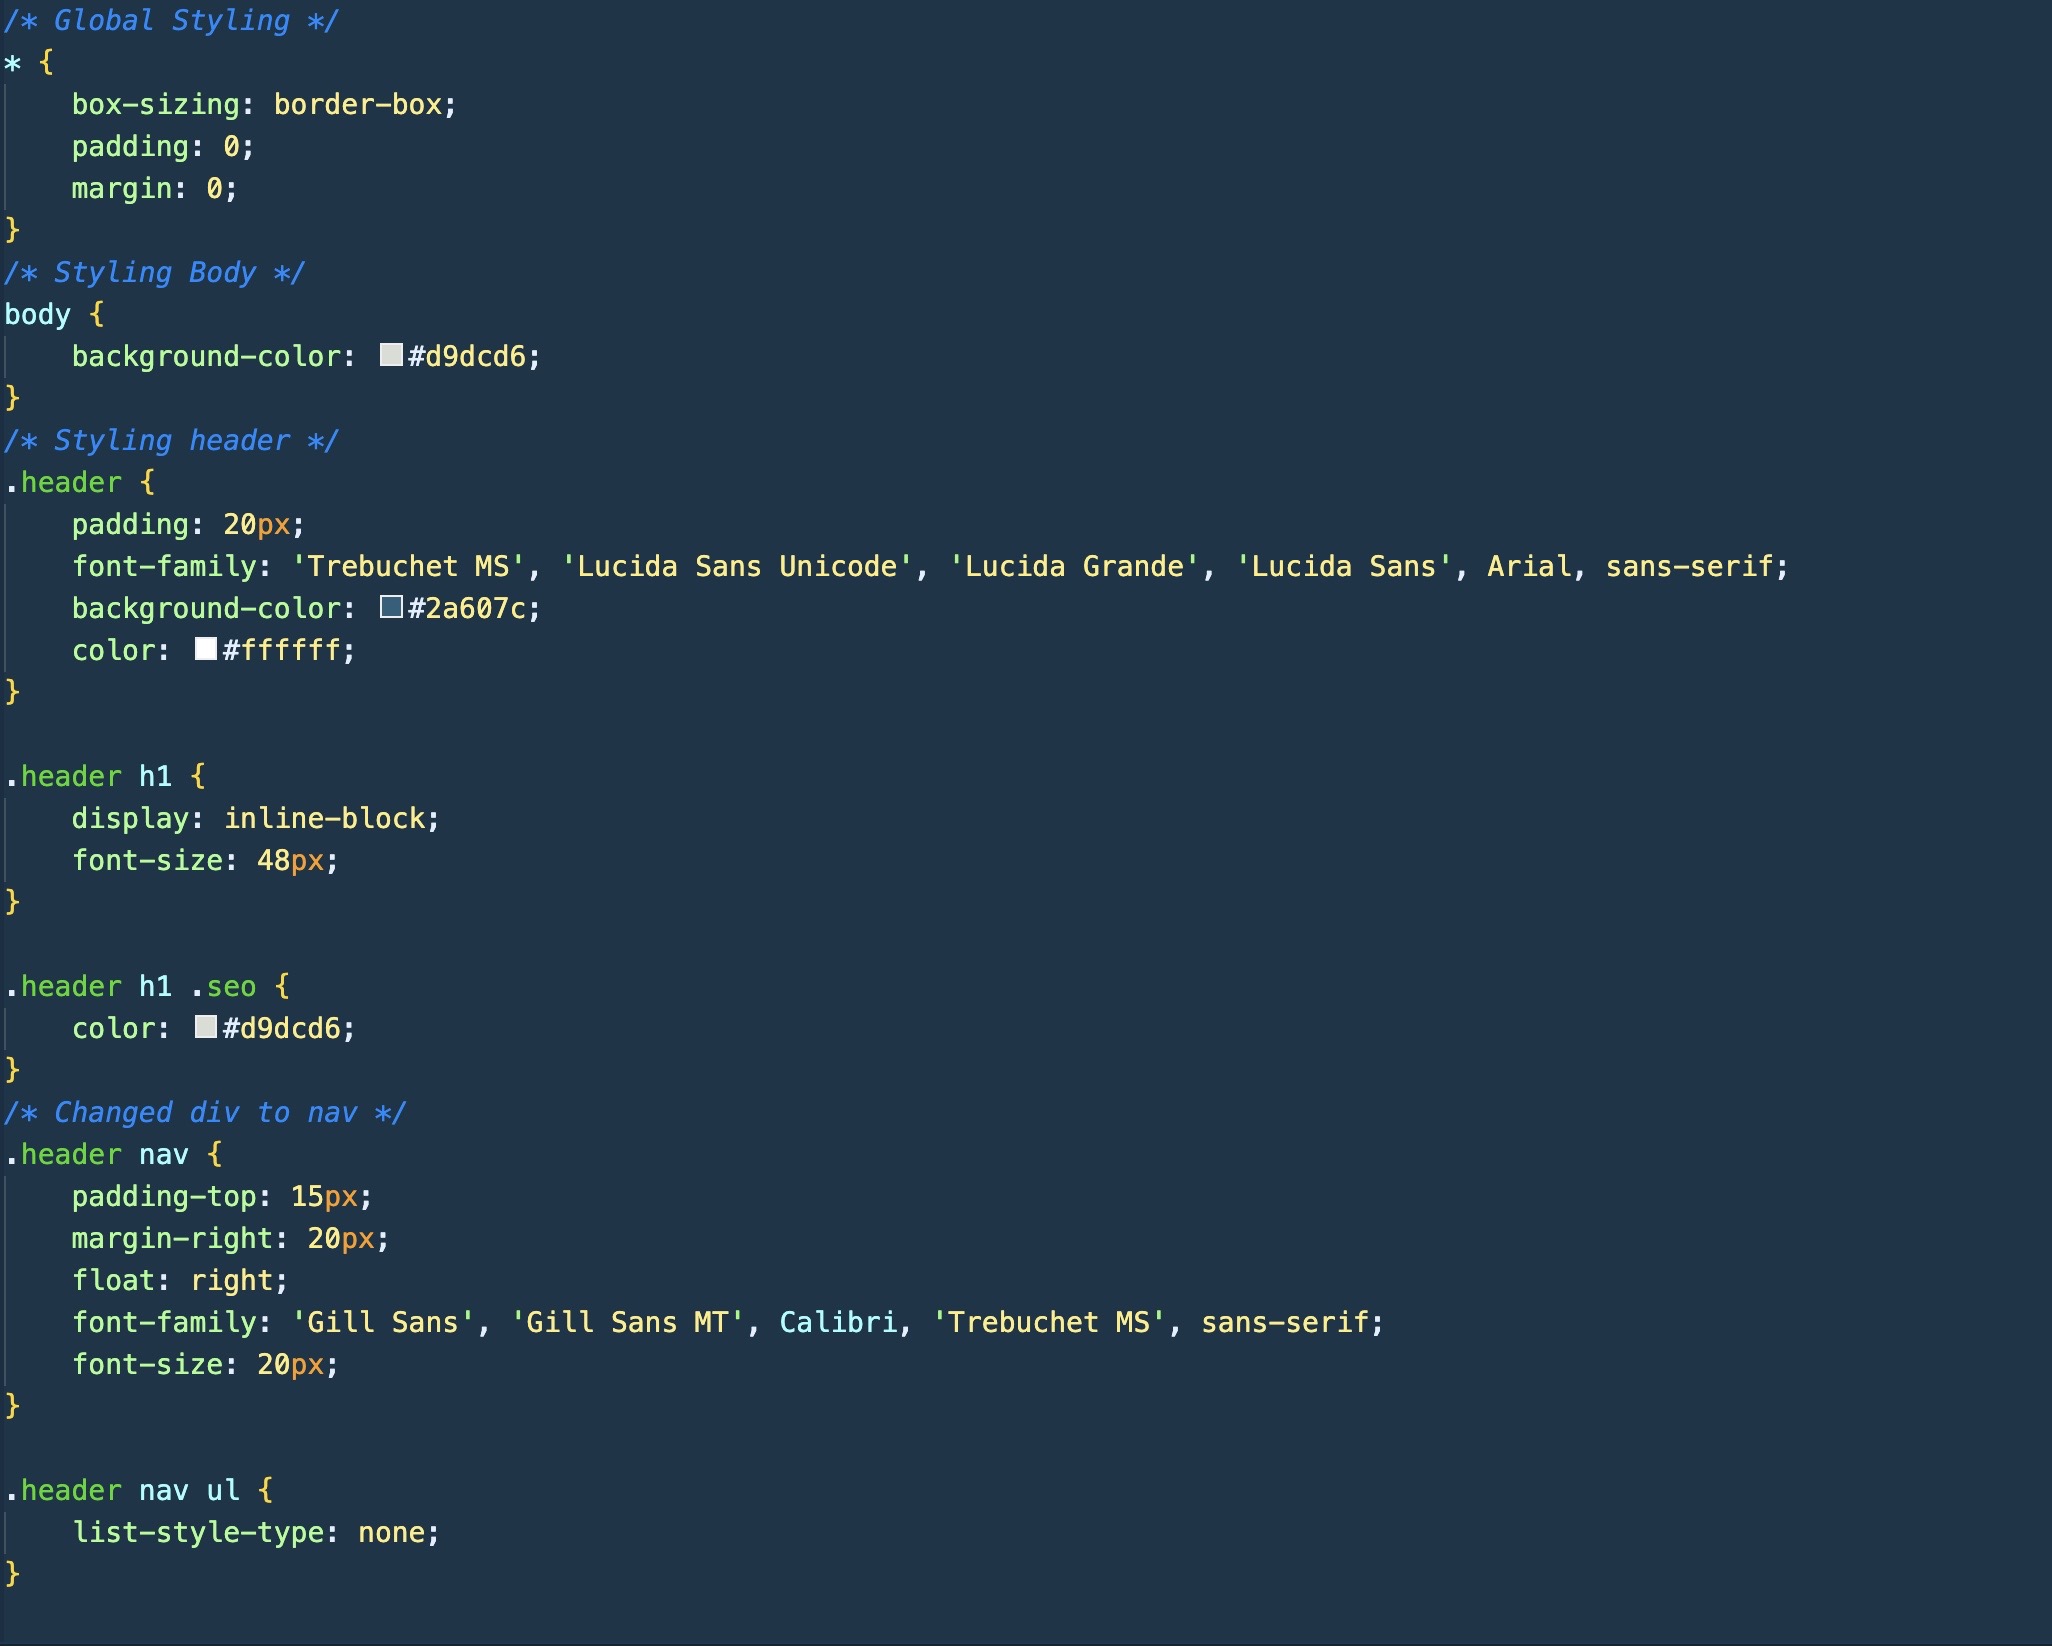 /* Global Styling */
* {
    box-sizing: border-box;
    padding: 0;
    margin: 0;
}
/* Styling Body */
body {
    background-color: #d9dcd6;
}
/* Styling header */
.header {
    padding: 20px;
    font-family: 'Trebuchet MS', 'Lucida Sans Unicode', 'Lucida Grande', 'Lucida Sans', Arial, sans-serif;
    background-color: #2a607c;
    color: #ffffff;
}

.header h1 {
    display: inline-block;
    font-size: 48px;
}

.header h1 .seo {
    color: #d9dcd6;
}
/* Changed div to nav */
.header nav {
    padding-top: 15px;
    margin-right: 20px;
    float: right;
    font-family: 'Gill Sans', 'Gill Sans MT', Calibri, 'Trebuchet MS', sans-serif;
    font-size: 20px;
}

.header nav ul {
    list-style-type: none;
}